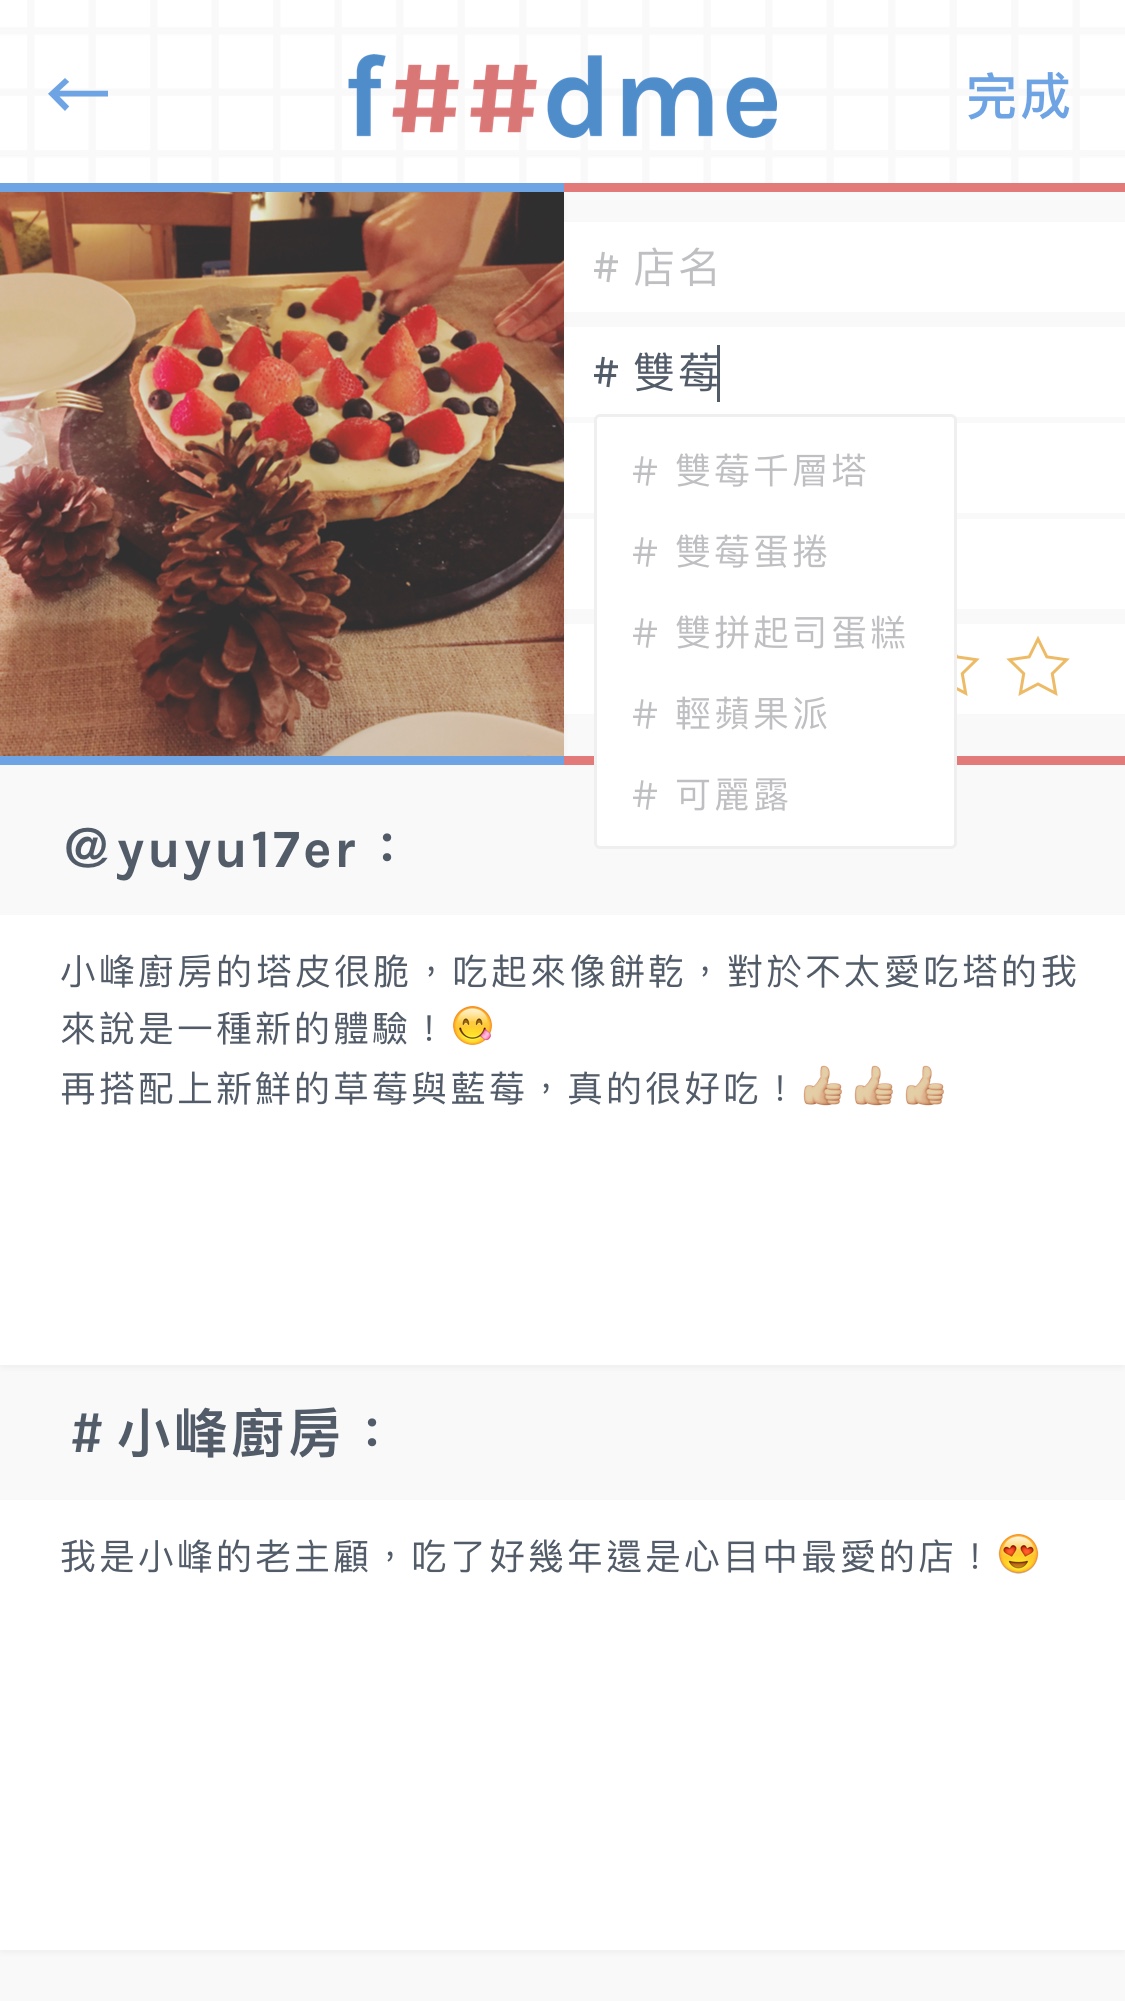 f##dme
完成
# 店名
# 雙莓
# 雙莓千層塔
# 雙莓蛋捲
# 雙拼起司蛋糕
# 輕蘋果派
# 可麗露
@yuyu17er：
小峰廚房的塔皮很脆，吃起來像餅乾，對於不太愛吃塔的我
來說是一種新的體驗！😋
再搭配上新鮮的草莓與藍莓，真的很好吃！👍🏼👍🏼👍🏼
# 小峰廚房：
我是小峰的老主顧，吃了好幾年還是心目中最愛的店！😍